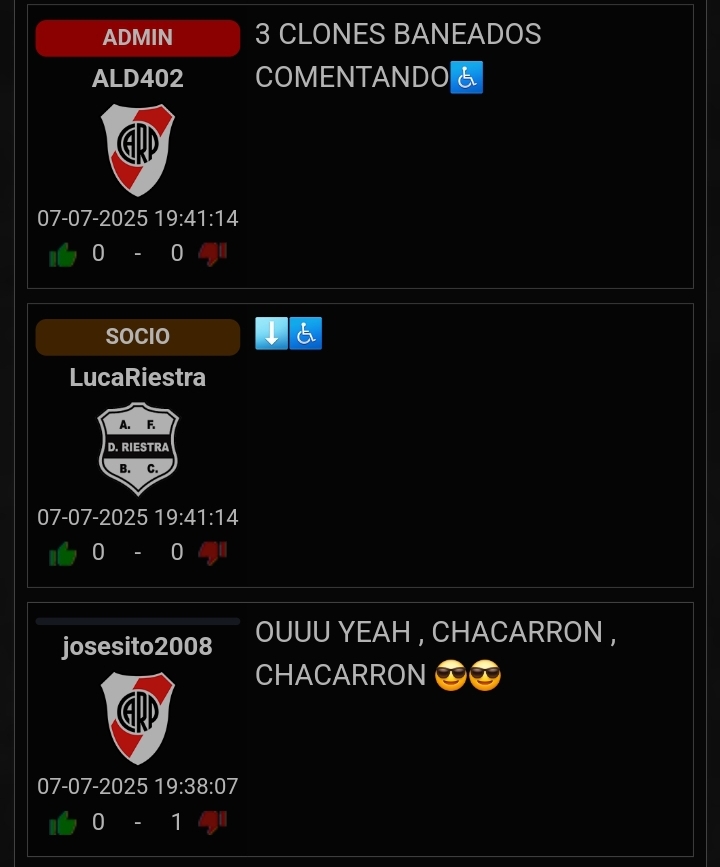 ADMIN
ALD402
CARP
07-07-2025 19:41:14
0 - 0
3 CLONES BANEADOS
COMENTANDO♿
SOCIO
LucaRiestra
A. F.
D. RIESTRA
B. C.
07-07-2025 19:41:14
0 - 0
⬇️♿
josesito2008
CARP
07-07-2025 19:38:07
0 - 1
OUUU YEAH , CHACARRON ,
CHACARRON 😎😎